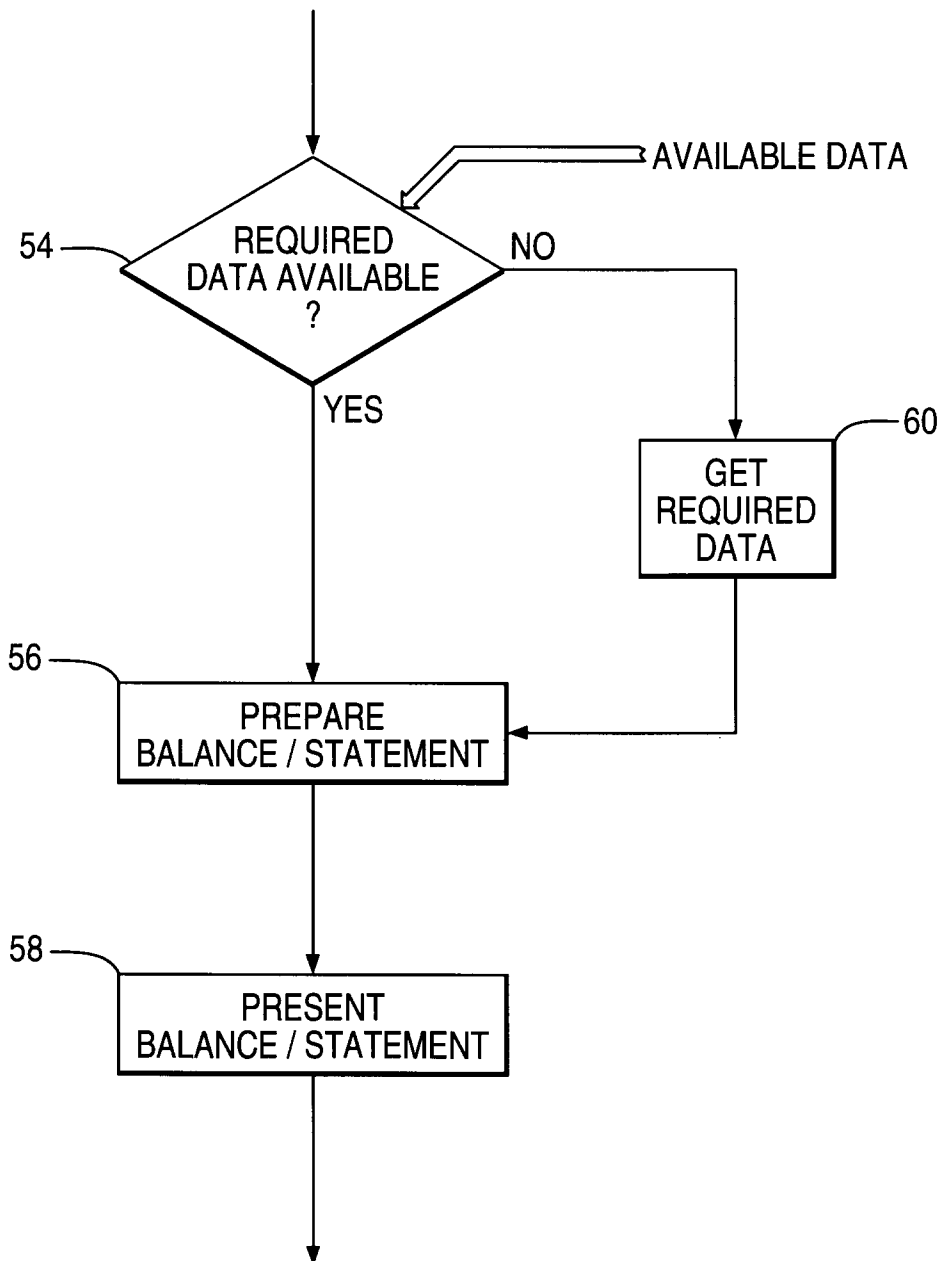 AVAILABLE DATA
54
REQUIRED
DATA AVAILABLE
?
NO
YES
60
GET
REQUIRED
DATA
56
PREPARE
BALANCE / STATEMENT
58
PRESENT
BALANCE / STATEMENT